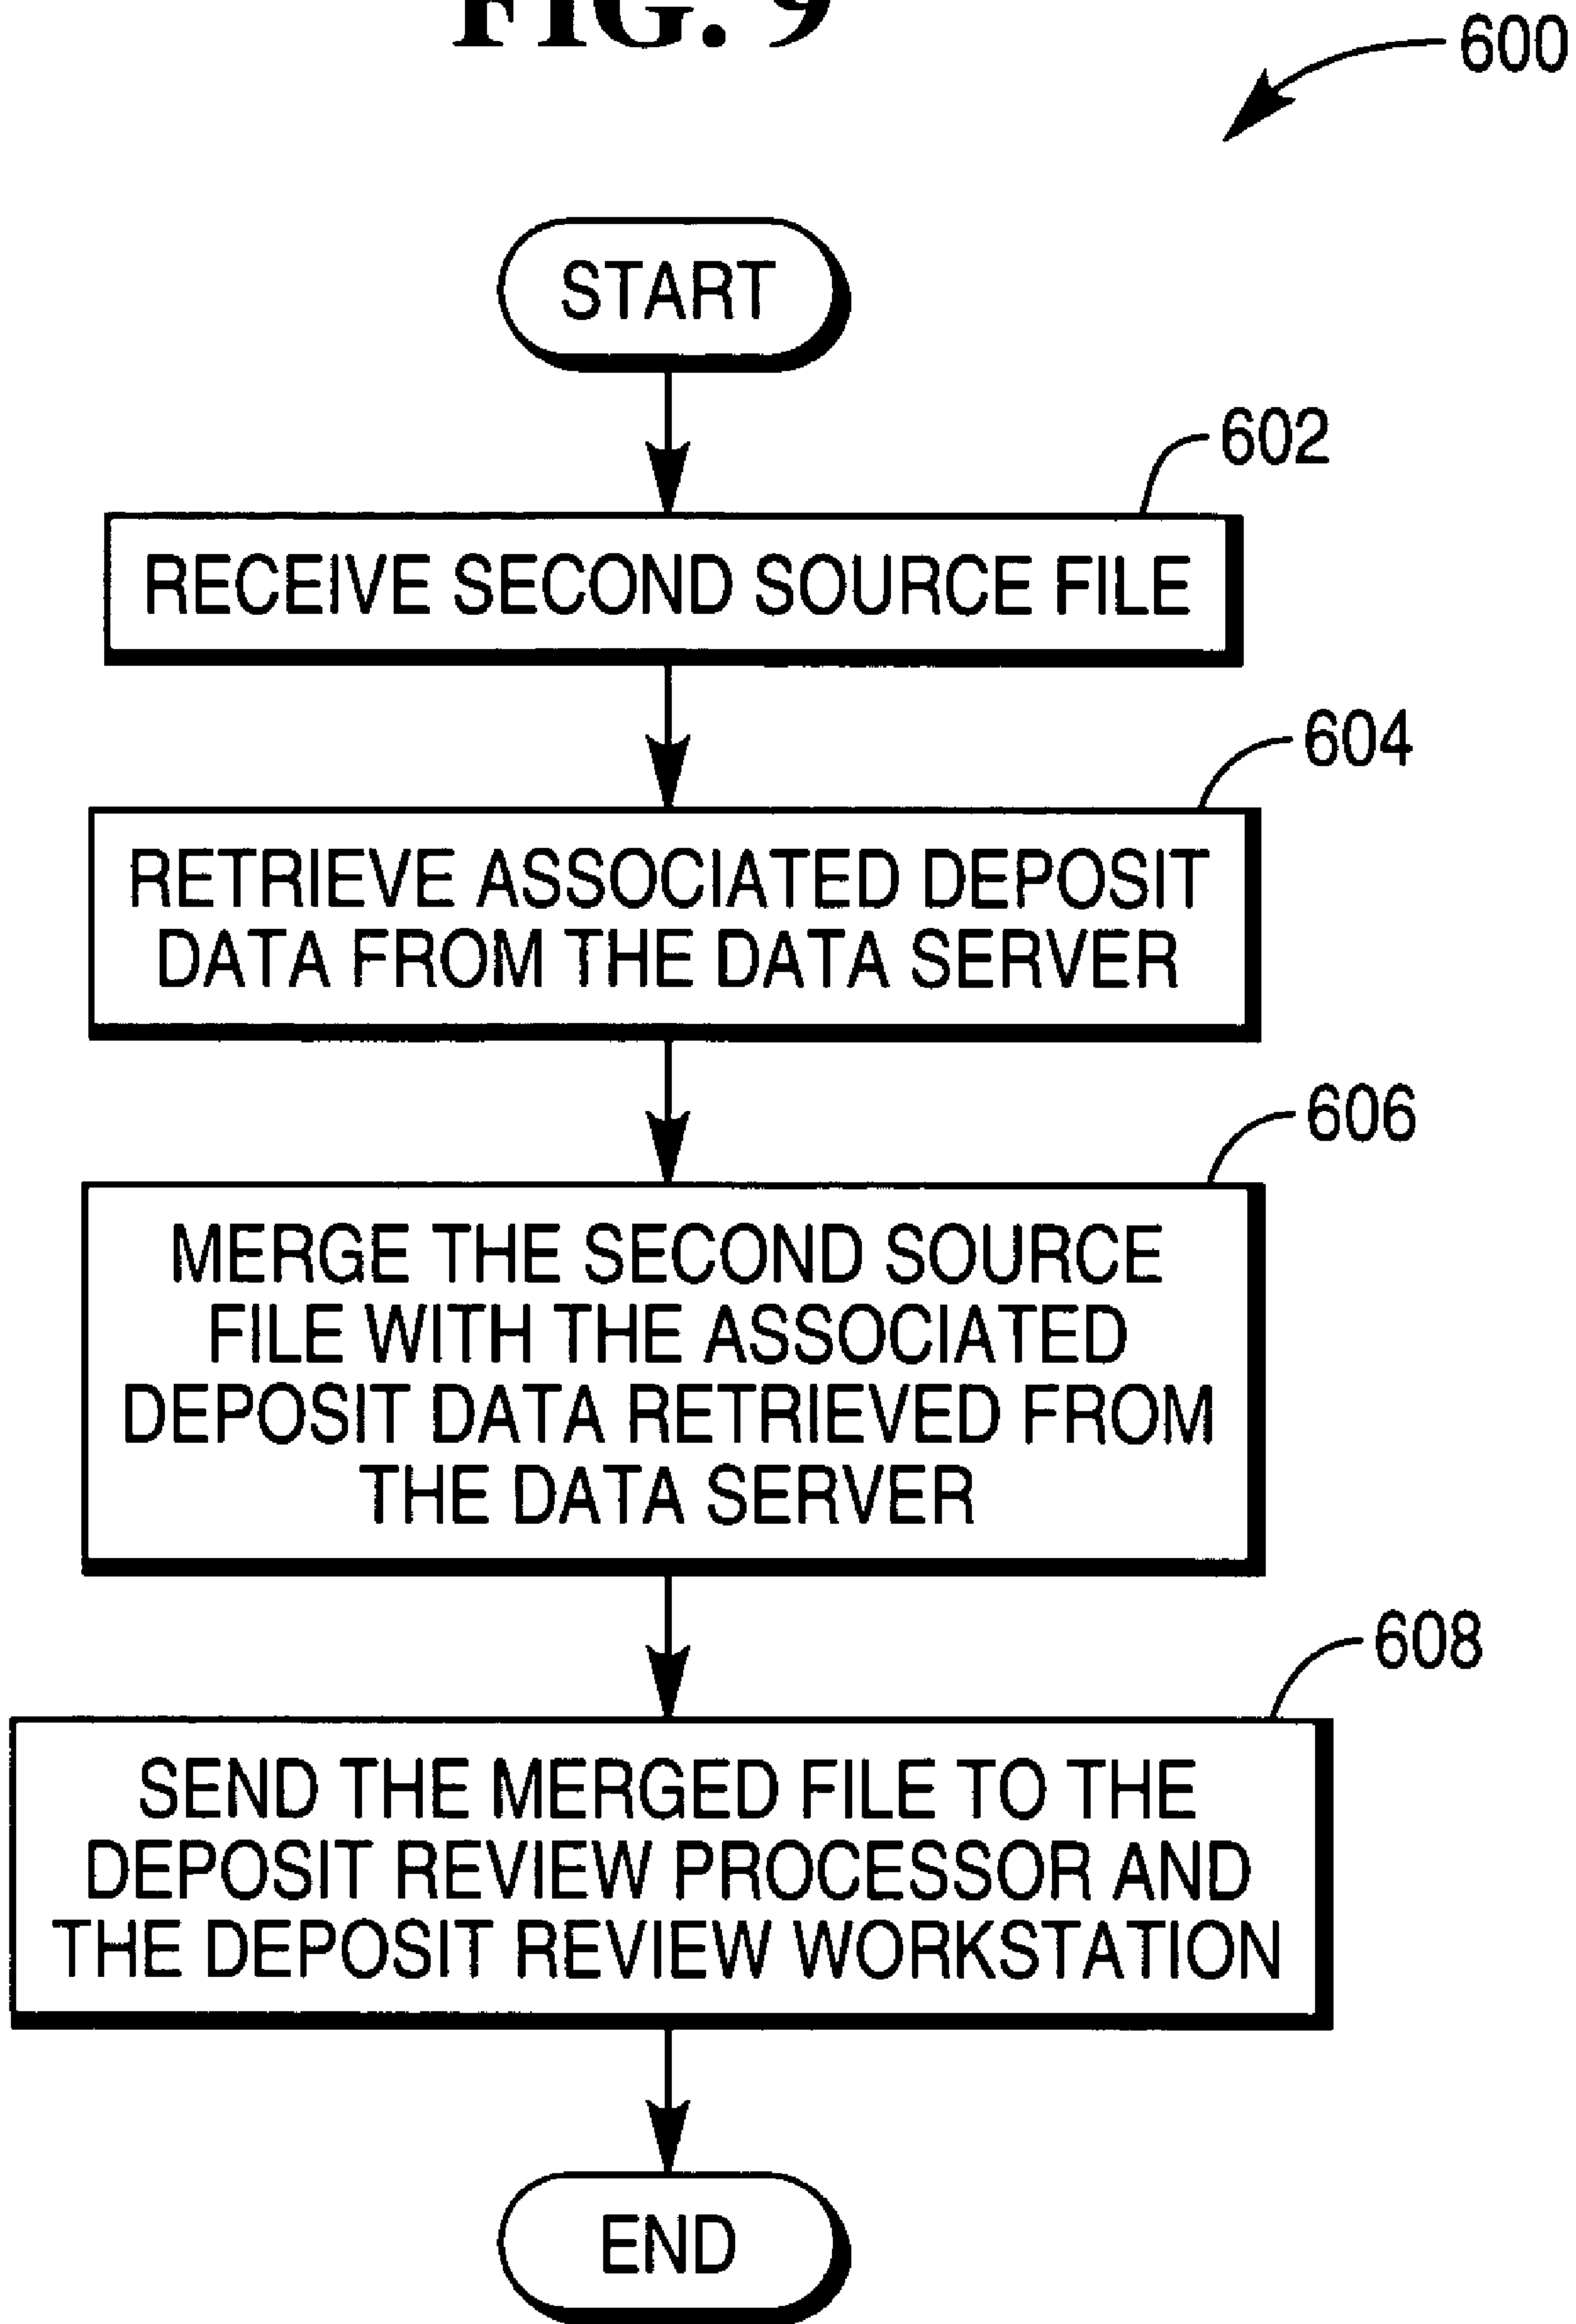 FIG. 9
600
START
602
RECEIVE SECOND SOURCE FILE
604
RETRIEVE ASSOCIATED DEPOSIT
DATA FROM THE DATA SERVER
606
MERGE THE SECOND SOURCE
FILE WITH THE ASSOCIATED
DEPOSIT DATA RETRIEVED FROM
THE DATA SERVER
608
SEND THE MERGED FILE TO THE
DEPOSIT REVIEW PROCESSOR AND
THE DEPOSIT REVIEW WORKSTATION
END